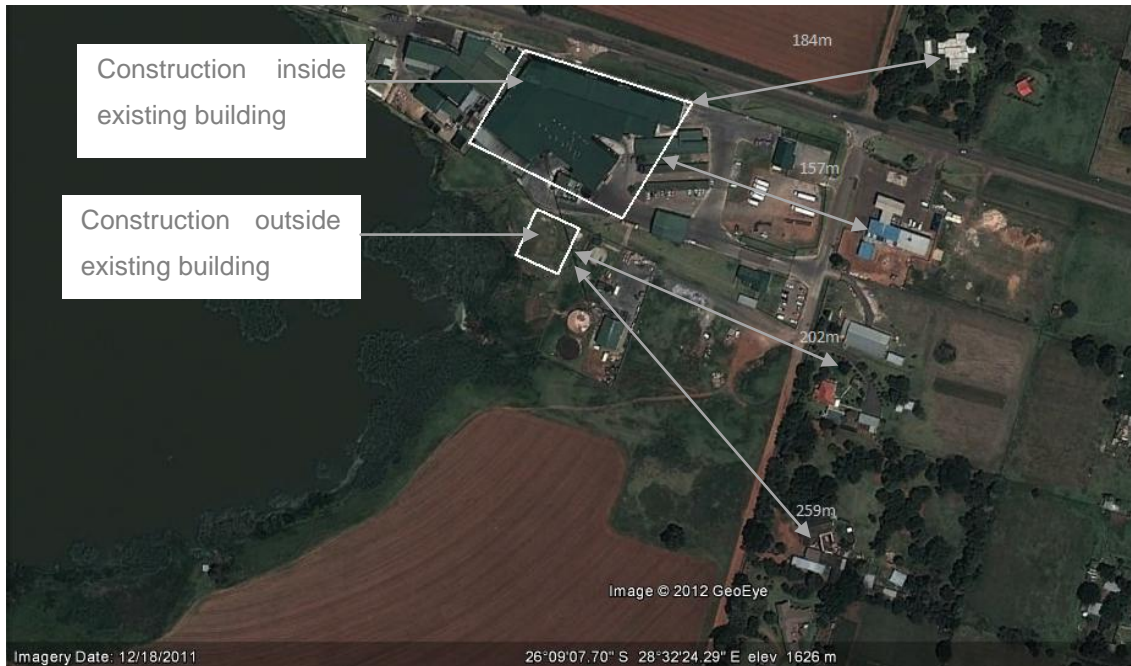 Construction inside
existing building
184m
157m
Construction outside
existing building
202m
259m
Image © 2012 GeoEye
Imagery Date: 12/18/2011
26°09'07.70" S 28°32'24.29" E elev 1626 m